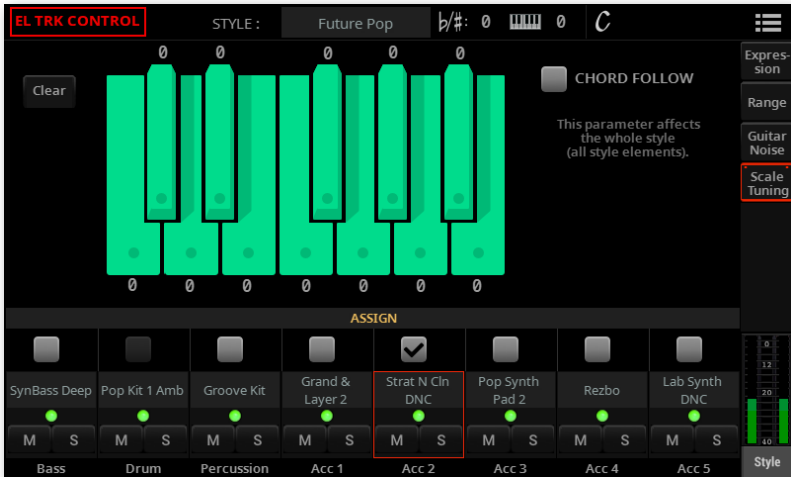 EL TRK CONTROL
STYLE :
Future Pop
♭/#: 0
0
C
0 0 0 0 0
Clear
CHORD FOLLOW
This parameter affects
the whole style
(all style elements).
Expres-
sion
Range
Guitar
Noise
Scale
Tuning
0 0 0 0 0 0 0
ASSIGN
SynBass Deep
Pop Kit 1 Amb
Groove Kit
Grand &
Layer 2
Strat N Cln
DNC
Pop Synth
Pad 2
Rezbo
Lab Synth
DNC
M S M S M S M S M S M S M S M S
Bass
Drum
Percussion
Acc 1
Acc 2
Acc 3
Acc 4
Acc 5
0
12
20
40
Style